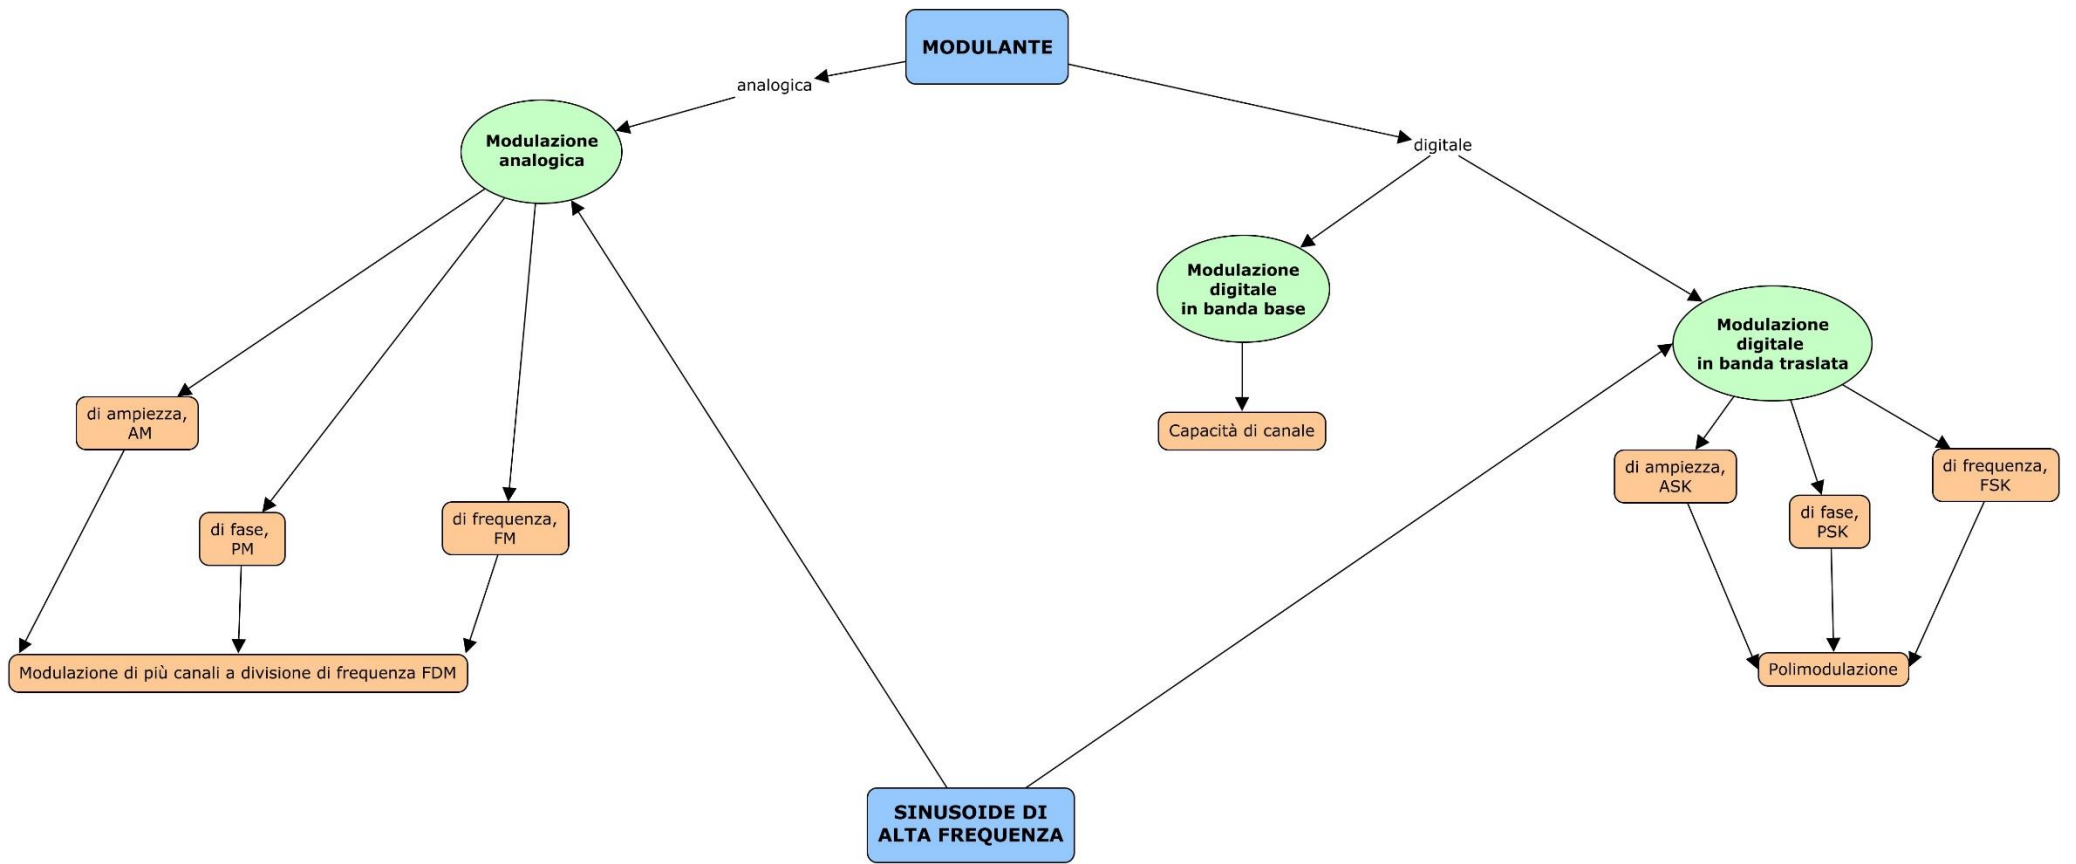 MODULANTE
analogica
digitale
Modulazione
analogica
Modulazione
digitale
in banda base
Modulazione
digitale
in banda traslata
di ampiezza,
AM
di fase,
PM
di frequenza,
FM
Capacità di canale
di ampiezza,
ASK
di fase,
PSK
di frequenza,
FSK
Modulazione di più canali a divisione di frequenza FDM
Polimodulazione
SINUSOIDE DI
ALTA FREQUENZA